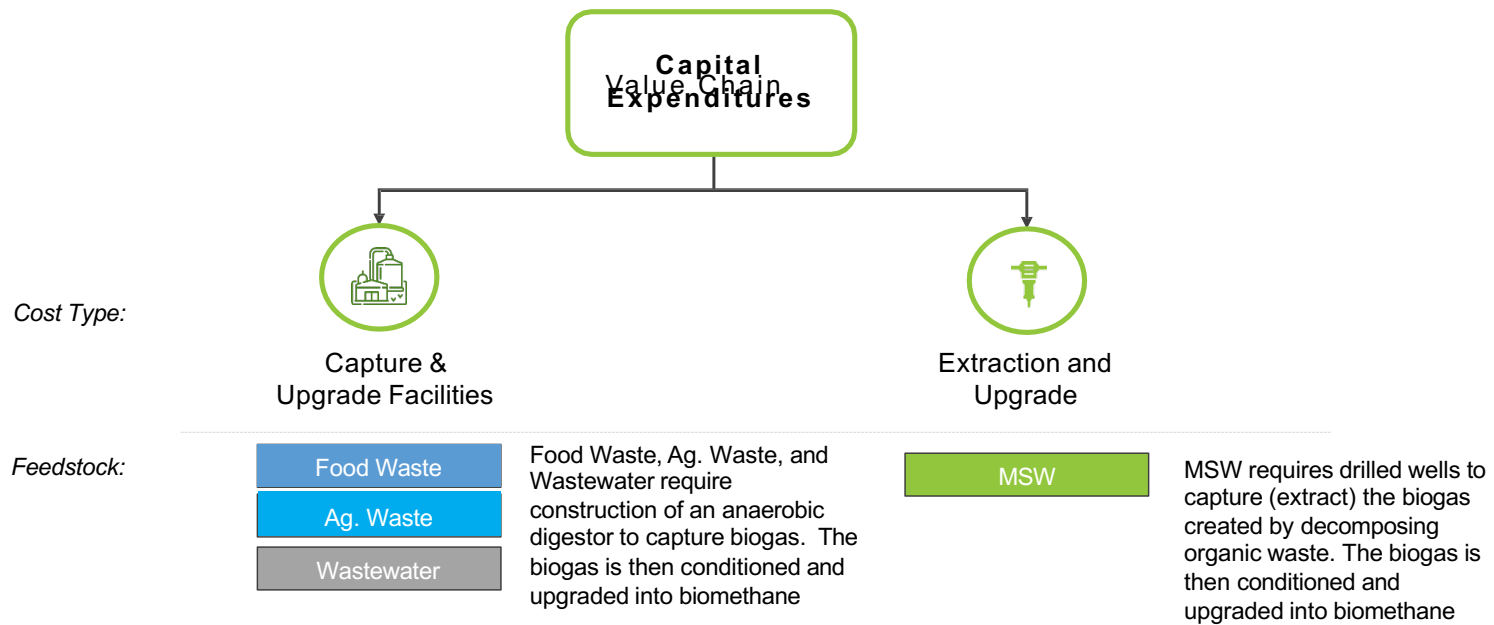 Capital
Value Chain
Expenditures
Cost Type:
Capture &
Upgrade Facilities
Extraction and
Upgrade
Feedstock:
Food Waste
Ag. Waste
Wastewater
Food Waste, Ag. Waste, and
Wastewater require
construction of an anaerobic
digestor to capture biogas.  The
biogas is then conditioned and
upgraded into biomethane
MSW
MSW requires drilled wells to
capture (extract) the biogas
created by decomposing
organic waste. The biogas is
then conditioned and
upgraded into biomethane